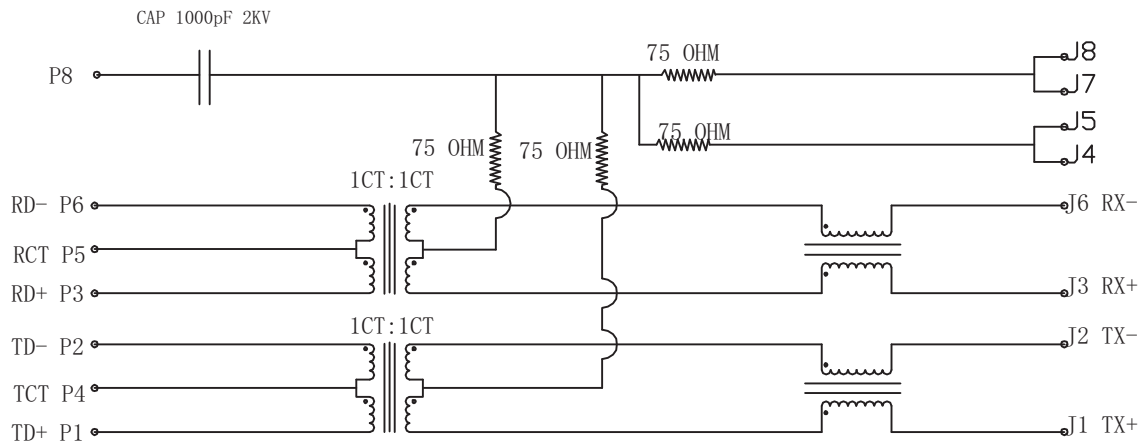 CAP 1000pF 2KV
P8
75 OHM
J8
J7
75 OHM
J5
J4
75 OHM
75 OHM
1CT:1CT
RD- P6
J6 RX-
RCT P5
RD+ P3
J3 RX+
1CT:1CT
TD- P2
J2 TX-
TCT P4
TD+ P1
J1 TX+